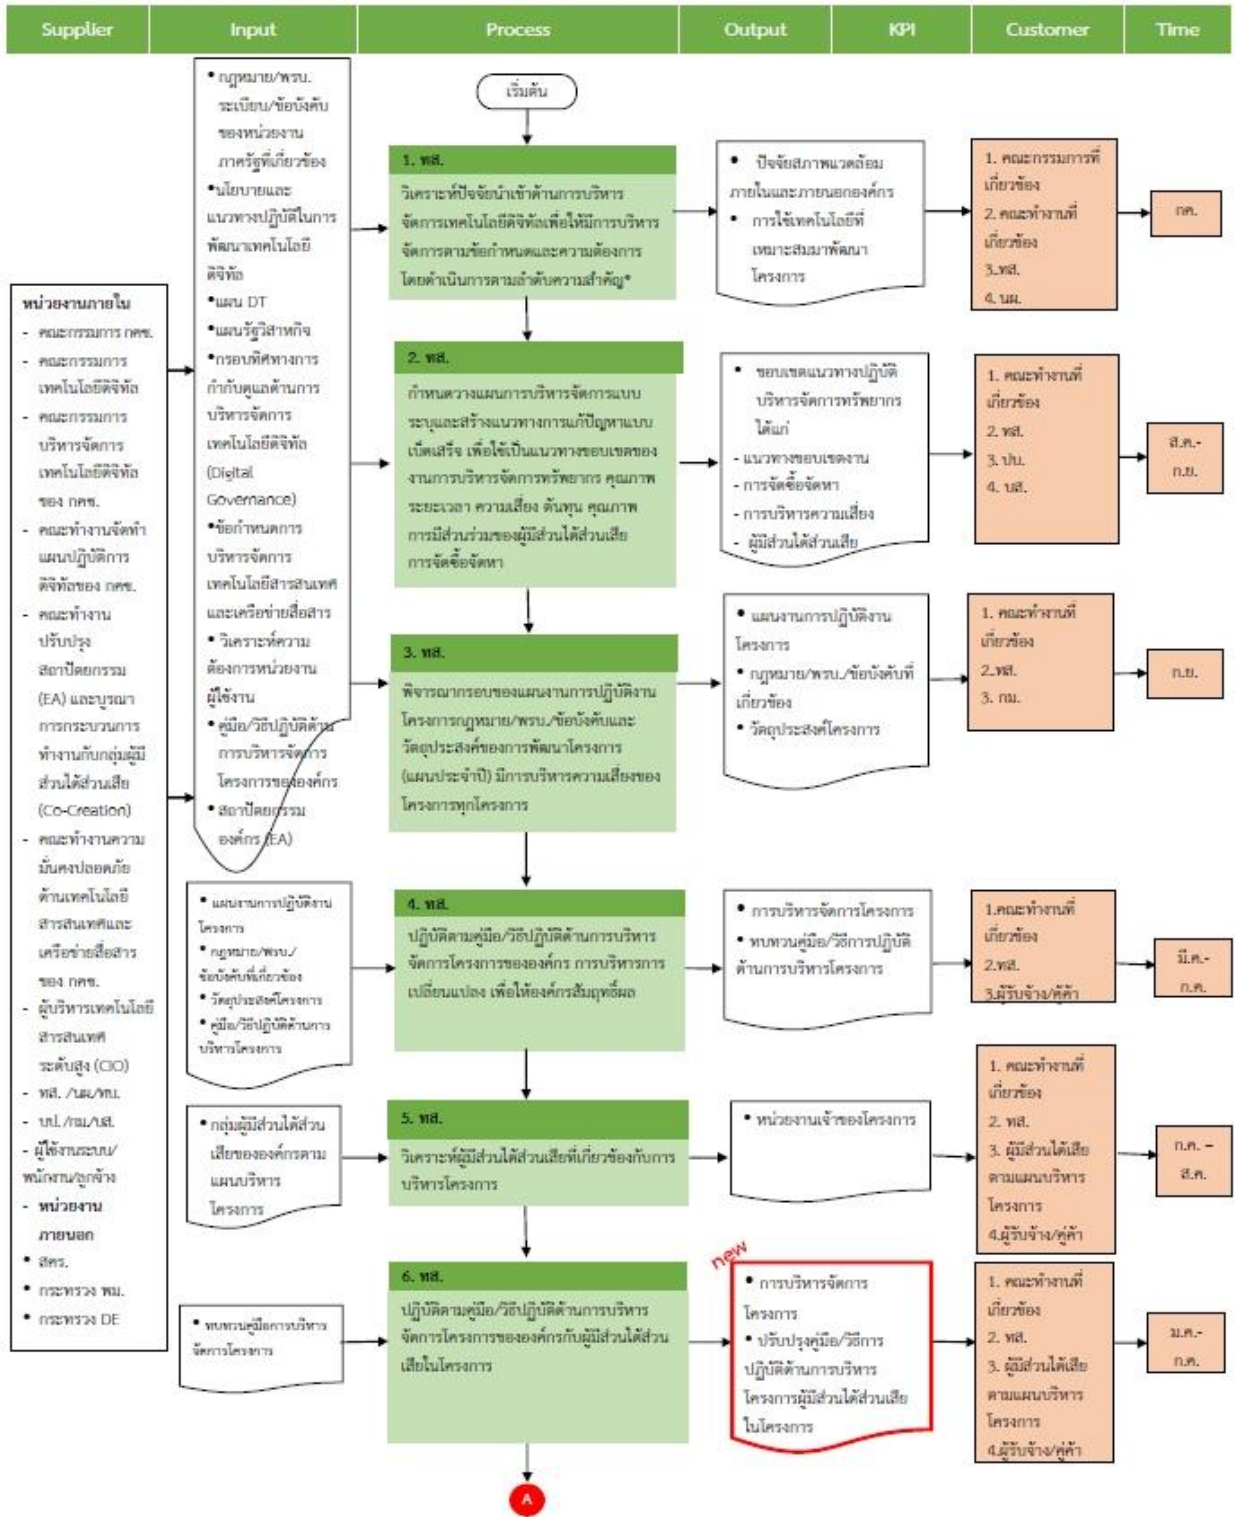 Supplier Input Process Output KPI Customer Time
หน่วยงานภายใน
- คณะกรรมการ กคช.
- คณะกรรมการ
เทคโนโลยีดิจิทัล
- คณะกรรมการ
บริหารจัดการ
เทคโนโลยีดิจิทัล
ของ กคช.
- คณะทำงานจัดทำ
แผนปฏิบัติการ
ดิจิทัลของ กคช.
- คณะทำงาน
ปรับปรุง
สถาปัตยกรรม
(EA) และบูรณา
การกระบวนการ
ทำงานกับกลุ่มผู้มี
ส่วนได้ส่วนเสีย
(Co-Creation)
- คณะทำงานความ
มั่นคงปลอดภัย
ด้านเทคโนโลยี
สารสนเทศและ
เครือข่ายสื่อสาร
ของ กคช.
- ผู้บริหารเทคโนโลยี
สารสนเทศ
ระดับสูง (CIO)
- ทส. /นผ/ทบ.
- บป./กม/บส.
- ผู้ใช้งานระบบ/
พนักงาน/ลูกจ้าง
- หน่วยงาน
ภายนอก
• สคร.
• กระทรวง พม.
• กระทรวง DE
• กฎหมาย/พรบ.
ระเบียบ/ข้อบังคับ
ของหน่วยงาน
ภาครัฐที่เกี่ยวข้อง
•นโยบายและ
แนวทางปฏิบัติในการ
พัฒนาเทคโนโลยี
ดิจิทัล
•แผน DT
•แผนรัฐวิสาหกิจ
•กรอบทิศทางการ
กำกับดูแลด้านการ
บริหารจัดการ
เทคโนโลยีดิจิทัล
(Digital
Governance)
•ข้อกำหนดการ
บริหารจัดการ
เทคโนโลยีสารสนเทศ
และเครือข่ายสื่อสาร
• วิเคราะห์ความ
ต้องการหน่วยงาน
ผู้ใช้งาน
• คู่มือ/วิธีปฏิบัติด้าน
การบริหารจัดการ
โครงการขององค์กร
• สถาปัตยกรรม
องค์กร (EA)
เริ่มต้น
1. ทส.
วิเคราะห์ปัจจัยนำเข้าด้านการบริหาร
จัดการเทคโนโลยีดิจิทัลเพื่อให้มีการบริหาร
จัดการตามข้อกำหนดและความต้องการ
โดยดำเนินการตามลำดับความสำคัญ*
• ปัจจัยสภาพแวดล้อม
ภายในและภายนอกองค์กร
• การใช้เทคโนโลยีที่
เหมาะสมมาพัฒนา
โครงการ
1. คณะกรรมการที่
เกี่ยวข้อง
2. คณะทำงานที่
เกี่ยวข้อง
3.ทส.
4. นผ.
กค.
2. ทส.
กำหนดวางแผนการบริหารจัดการแบบ
ระบุและสร้างแนวทางการแก้ปัญหาแบบ
เบ็ดเสร็จ เพื่อใช้เป็นแนวทางขอบเขตของ
งานการบริหารจัดการทรัพยากร คุณภาพ
ระยะเวลา ความเสี่ยง ต้นทุน คุณภาพ
การมีส่วนร่วมของผู้มีส่วนได้ส่วนเสีย
การจัดซื้อจัดหา
• ขอบเขตแนวทางปฏิบัติ
บริหารจัดการทรัพยากร
ได้แก่
- แนวทางขอบเขตงาน
- การจัดซื้อจัดหา
- การบริหารความเสี่ยง
- ผู้มีส่วนได้ส่วนเสีย
1. คณะทำงานที่
เกี่ยวข้อง
2. ทส.
3. ปบ.
4. บส.
ส.ค.-
ก.ย.
3. ทส.
พิจารณากรอบของแผนงานการปฏิบัติงาน
โครงการกฎหมาย/พรบ./ข้อบังคับและ
วัตถุประสงค์ของการพัฒนาโครงการ
(แผนประจำปี) มีการบริหารความเสี่ยงของ
โครงการทุกโครงการ
• แผนงานการปฏิบัติงาน
โครงการ
• กฎหมาย/พรบ./ข้อบังคับที่
เกี่ยวข้อง
• วัตถุประสงค์โครงการ
1. คณะทำงานที่
เกี่ยวข้อง
2.ทส.
3. กม.
ก.ย.
• แผนงานการปฏิบัติงาน
โครงการ
• กฎหมาย/พรบ./
ข้อบังคับที่เกี่ยวข้อง
• วัตถุประสงค์โครงการ
• คู่มือ/วิธีปฏิบัติด้านการ
บริหารโครงการ
4. ทส.
ปฏิบัติตามคู่มือ/วิธีปฏิบัติด้านการบริหาร
จัดการโครงการขององค์กร การบริหารการ
เปลี่ยนแปลง เพื่อให้องค์กรสัมฤทธิ์ผล
• การบริหารจัดการโครงการ
• ทบทวนคู่มือ/วิธีการปฏิบัติ
ด้านการบริหารโครงการ
1.คณะทำงานที่
เกี่ยวข้อง
2.ทส.
3.ผู้รับจ้าง/คู่ค้า
มี.ค.-
ก.ค.
• กลุ่มผู้มีส่วนได้ส่วน
เสียขององค์กรตาม
แผนบริหาร
โครงการ
5. ทส.
วิเคราะห์ผู้มีส่วนได้ส่วนเสียที่เกี่ยวข้องกับการ
บริหารโครงการ
• หน่วยงานเจ้าของโครงการ
1. คณะทำงานที่
เกี่ยวข้อง
2. ทส.
3. ผู้มีส่วนได้เสีย
ตามแผนบริหาร
โครงการ
4.ผู้รับจ้าง/คู่ค้า
ก.ค. –
ส.ค.
• ทบทวนคู่มือการบริหาร
จัดการโครงการ
6. ทส.
ปฏิบัติตามคู่มือ/วิธีปฏิบัติด้านการบริหาร
จัดการโครงการขององค์กรกับผู้มีส่วนได้ส่วน
เสียในโครงการ
new
• การบริหารจัดการ
โครงการ
• ปรับปรุงคู่มือ/วิธีการ
ปฏิบัติด้านการบริหาร
โครงการผู้มีส่วนได้ส่วนเสีย
ในโครงการ
1. คณะทำงานที่
เกี่ยวข้อง
2. ทส.
3. ผู้มีส่วนได้เสีย
ตามแผนบริหาร
โครงการ
4.ผู้รับจ้าง/คู่ค้า
ม.ค.-
ก.ค.
A